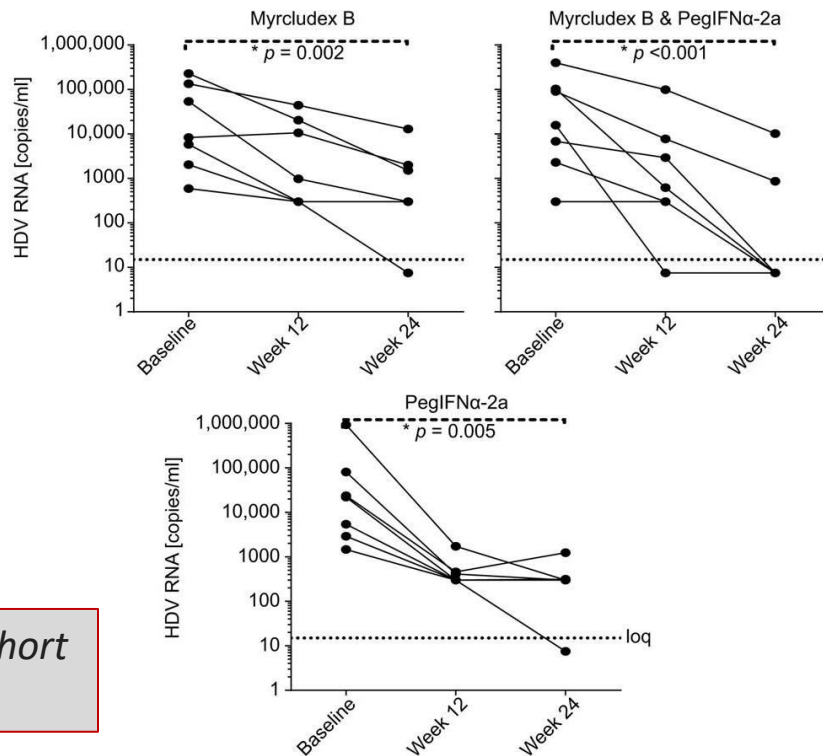 Myrcludex B
* p = 0.002
HDV RNA [copies/ml]
1,000,000
100,000
10,000
1000
100
10
1
Baseline
Week 12
Week 24
Myrcludex B & PegIFNα-2a
* p <0.001
Baseline
Week 12
Week 24
PegIFNα-2a
* p = 0.005
HDV RNA [copies/ml]
1,000,000
100,000
10,000
1000
100
10
1
loq
Baseline
Week 12
Week 24